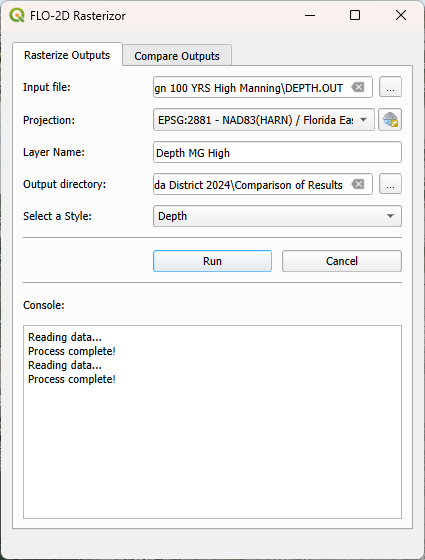 FLO-2D Rasterizor
Rasterize Outputs
Compare Outputs
Input file:
gn 100 YRS High Manning\DEPTH.OUT
...
Projection:
EPSG:2881 - NAD83(HARN) / Florida Eas
Layer Name:
Depth MG High
Output directory:
da District 2024\Comparison of Results
...
Select a Style:
Depth
Run
Cancel
Console:
Reading data...
Process complete!
Reading data...
Process complete!